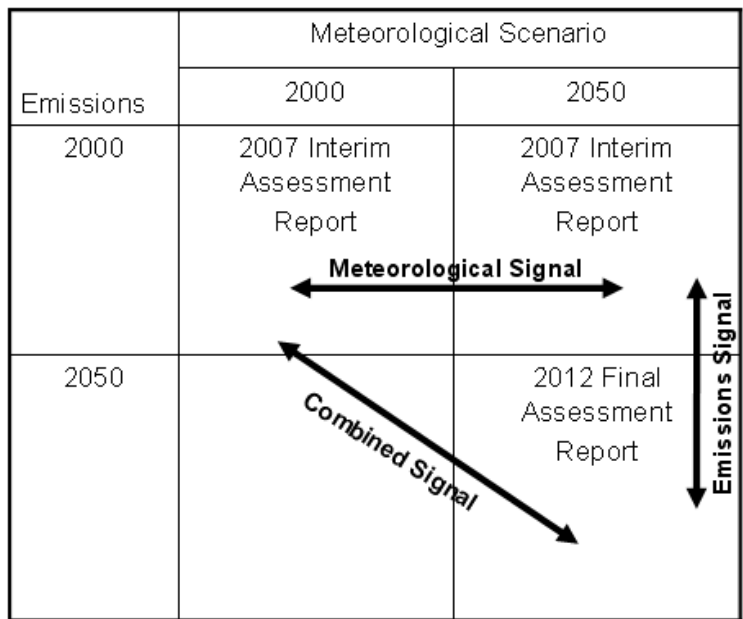 Meteorological Scenario
Emissions
2000
2050
2000
2007 Interim
Assessment
Report
2007 Interim
Assessment
Report
Meteorological Signal
Emissions Signal
2050
Combined Signal
2012 Final
Assessment
Report